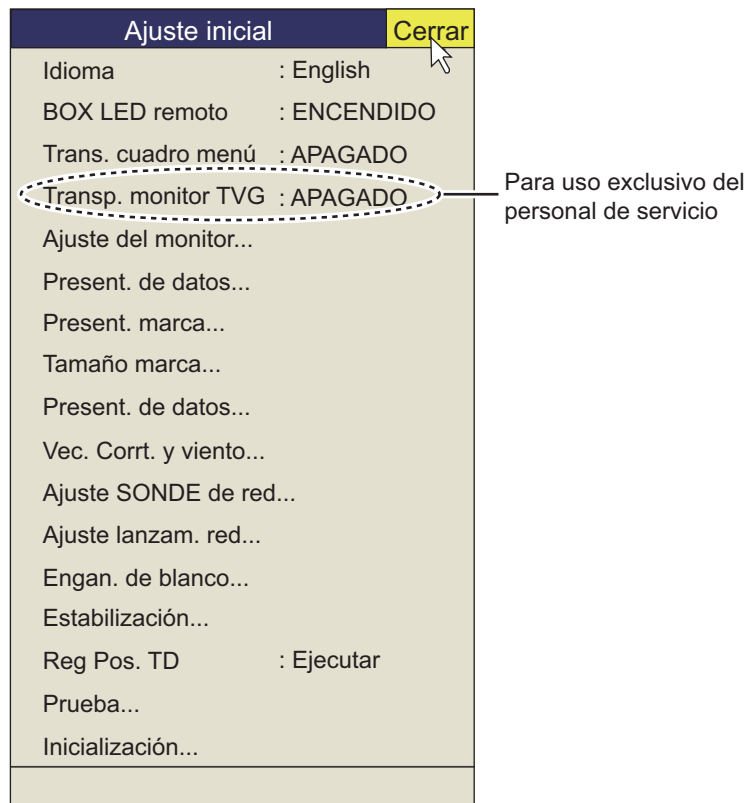 Ajuste inicial Cerrar
Idioma : English
BOX LED remoto : ENCENDIDO
Trans. cuadro menú : APAGADO
Transp. monitor TVG : APAGADO
Para uso exclusivo del
personal de servicio
Ajuste del monitor...
Present. de datos...
Present. marca...
Tamaño marca...
Present. de datos...
Vec. Corrt. y viento...
Ajuste SONDE de red...
Ajuste lanzam. red...
Engan. de blanco...
Estabilización...
Reg Pos. TD : Ejecutar
Prueba...
Inicialización...